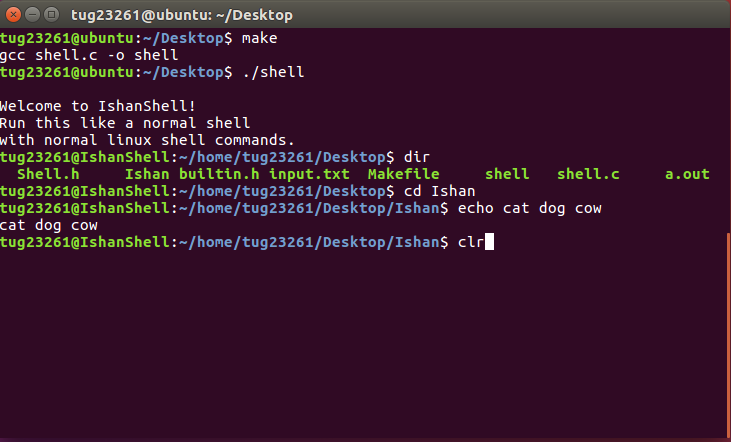 tug23261@ubuntu: ~/Desktop
tug23261@ubuntu:~/Desktop$ make
gcc shell.c -o shell
tug23261@ubuntu:~/Desktop$ ./shell
Welcome to IshanShell!
Run this like a normal shell
with normal linux shell commands.
tug23261@IshanShell:~/home/tug23261/Desktop$ dir
Shell.h Ishan builtin.h input.txt Makefile shell shell.c a.out
tug23261@IshanShell:~/home/tug23261/Desktop$ cd Ishan
tug23261@IshanShell:~/home/tug23261/Desktop/Ishan$ echo cat dog cow
cat dog cow
tug23261@IshanShell:~/home/tug23261/Desktop/Ishan$ clr